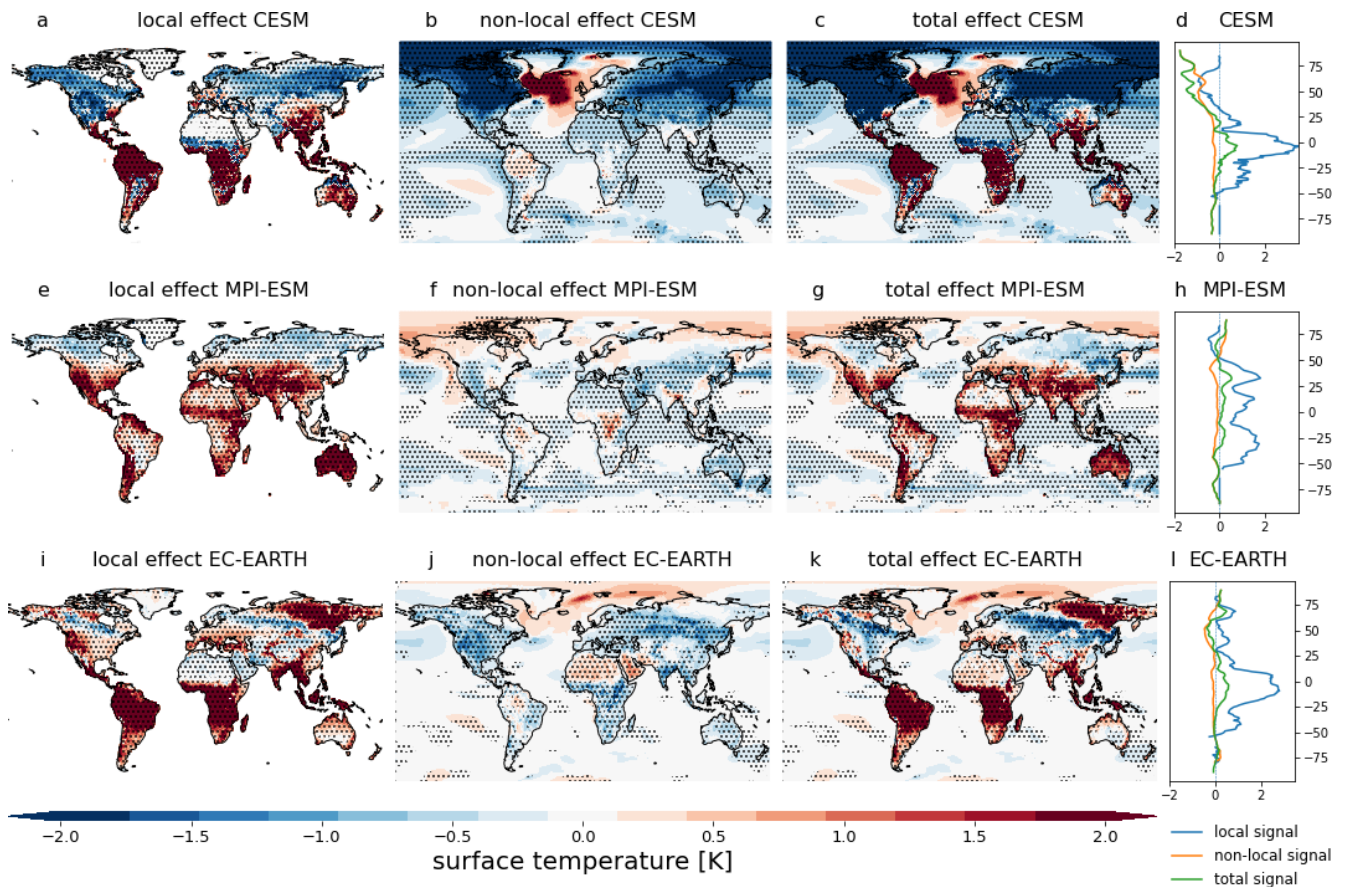 a local effect CESM
b non-local effect CESM
c total effect CESM
d CESM
75
50
25
0
−25
−50
−75
−2 0 2
e local effect MPI-ESM
f non-local effect MPI-ESM
g total effect MPI-ESM
h MPI-ESM
75
50
25
0
−25
−50
−75
−2 0 2
i local effect EC-EARTH
j non-local effect EC-EARTH
k total effect EC-EARTH
l EC-EARTH
75
50
25
0
−25
−50
−75
−2 0 2
−2.0 −1.5 −1.0 −0.5 0.0 0.5 1.0 1.5 2.0
surface temperature [K]
local signal
non-local signal
total signal